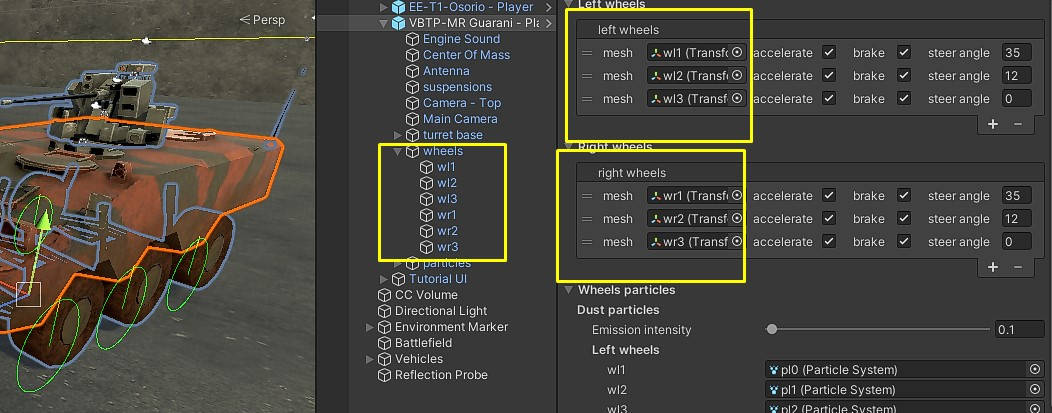 Persp
EE-T1-Osorio - Player
VBTP-MR Guarani - Pla
Engine Sound
Center Of Mass
Antenna
suspensions
Camera - Top
Main Camera
turret base
wheels
wl1
wl2
wl3
wr1
wr2
wr3
particles
Tutorial UI
CC Volume
Directional Light
Environment Marker
Battlefield
Vehicles
Reflection Probe
Left wheels
left wheels
mesh wl1 (Transfo accelerate brake steer angle 35
mesh wl2 (Transf accelerate brake steer angle 12
mesh wl3 (Transf accelerate brake steer angle 0
+ −
Right wheels
right wheels
mesh wr1 (Transf accelerate brake steer angle 35
mesh wr2 (Transf accelerate brake steer angle 12
mesh wr3 (Transf accelerate brake steer angle 0
+ −
Wheels particles
Dust particles
Emission intensity 0.1
Left wheels
wl1 pl0 (Particle System)
wl2 pl1 (Particle System)
wl3 pl2 (Particle System)